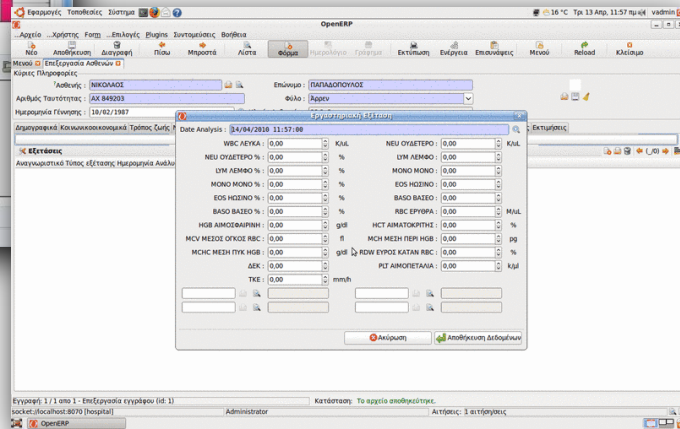 Εφαρμογές Τοποθεσίες Σύστημα 16 °C Τρι 13 Απρ, 11:57 πμ vadmin
OpenERP
...Αρχείο ...Χρήστης Form ...Επιλογές Plugins Συντομεύσεις Βοήθεια
Νέο Αποθήκευση Διαγραφή Πίσω Μπροστά Λίστα Φόρμα Ημερολόγιο Γράφημα Εκτύπωση Ενέργεια Επισυνάψεις Μενού Reload Κλείσιμο
Μενού Επεξεργασία Ασθενών
Κύριες Πληροφορίες
Ασθενής : ΝΙΚΟΛΑΟΣ Επώνυμο : ΠΑΠΑΔΟΠΟΥΛΟΣ
Αριθμός Ταυτότητας : ΑΧ 849203 Φύλο : Άρρεν
Ημερομηνία Γέννησης : 10/02/1987
Εργαστηριακή Εξέταση
Δημογραφικά Κοινωνικοοικονομικά Τρόπος ζωής Εκτιμήσεις
Date Analysis : 14/04/2010 11:57:00
Εξετάσεις (_/0)
Αναγνωριστικό Τύπος εξέτασης Ημερομηνία Ανάλυ
WBC ΛΕΥΚΑ : 0,00 K/uL NEU ΟΥΔΕΤΕΡΟ : 0,00 K/uL
NEU ΟΥΔΕΤΕΡΟ % : 0,00 % LYM ΛΕΜΦΟ : 0,00
LYM ΛΕΜΦΟ % : 0,00 % MONO ΜΟΝΟ : 0,00
MONO ΜΟΝΟ % : 0,00 % EOS ΗΩΣΙΝΟ : 0,00
EOS ΗΩΣΙΝΟ % : 0,00 % BASO ΒΑΣΕΟ : 0,00
BASO ΒΑΣΕΟ % : 0,00 % RBC ΕΡΥΘΡΑ : 0,00 M/uL
HGB ΑΙΜΟΣΦΑΙΡΙΝΗ : 0,00 g/dl HCT ΑΙΜΑΤΟΚΡΙΤΗΣ : 0,00 %
MCV ΜΕΣΟΣ ΟΓΚΟΣ RBC : 0,00 fl MCH ΜΕΣΗ ΠΕΡΙ HGB : 0,00 pg
MCHC ΜΕΣΗ ΠΥΚ HGB : 0,00 g/dl RDW ΕΥΡΟΣ ΚΑΤΑΝ RBC : 0,00 %
ΔΕΚ : 0,00 PLT ΑΙΜΟΠΕΤΑΛΙΑ : 0,00 k/μl
ΤΚΕ : 0,00 mm/h
Ακύρωση Αποθήκευση Δεδομένων
Εγγραφή: 1 / 1 απο 1 - Επεξεργασία εγγράφου (id: 1) Κατάσταση: Το αρχείο αποθηκεύτηκε.
socket://localhost:8070 [hospital] Administrator Αιτήσεις: 1 αιτήση/σεις
OpenERP